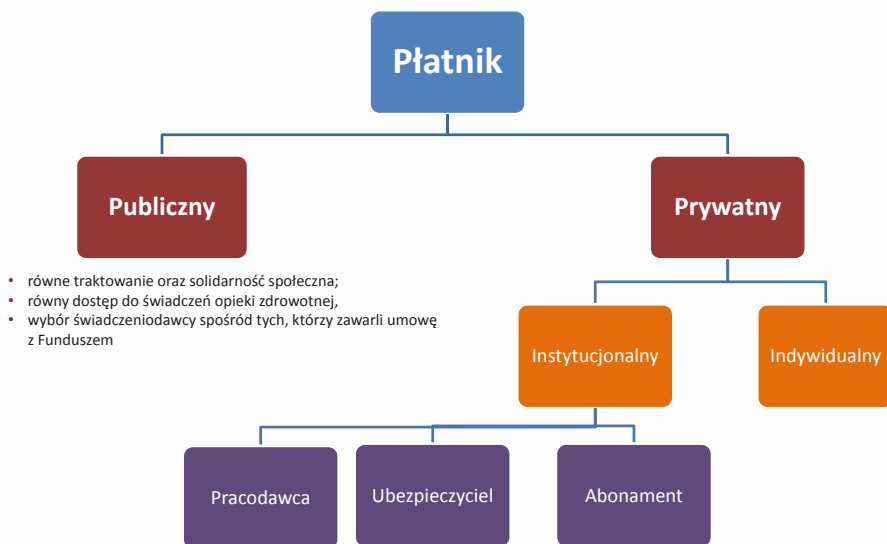 Płatnik
Publiczny
Prywatny
• równe traktowanie oraz solidarność społeczna;
• równy dostęp do świadczeń opieki zdrowotnej,
• wybór świadczeniodawcy spośród tych, którzy zawarli umowę
z Funduszem
Instytucjonalny
Indywidualny
Pracodawca
Ubezpieczyciel
Abonament